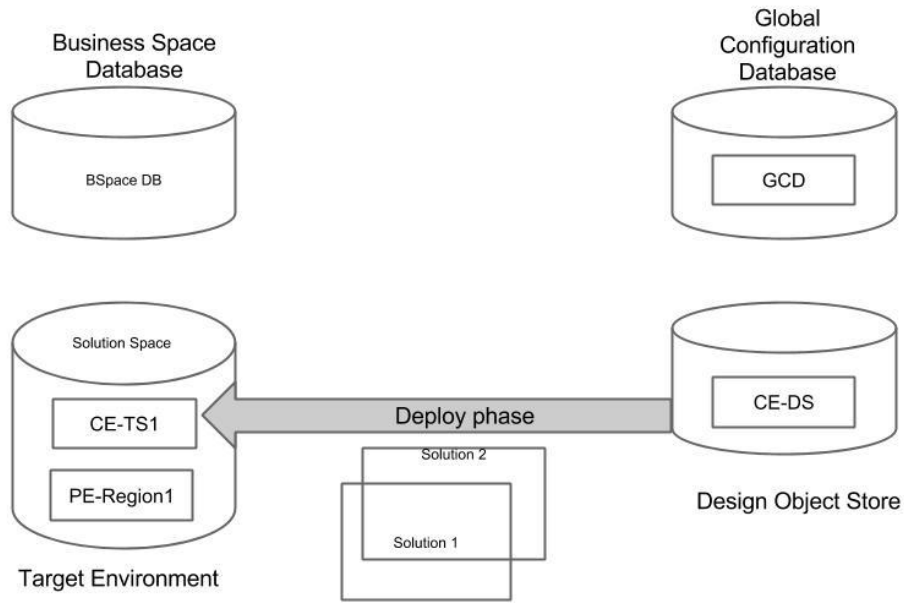 Business Space
Database
Global
Configuration
Database
BSpace DB
GCD
Solution Space
CE-TS1
PE-Region1
Deploy phase
CE-DS
Solution 2
Solution 1
Design Object Store
Target Environment